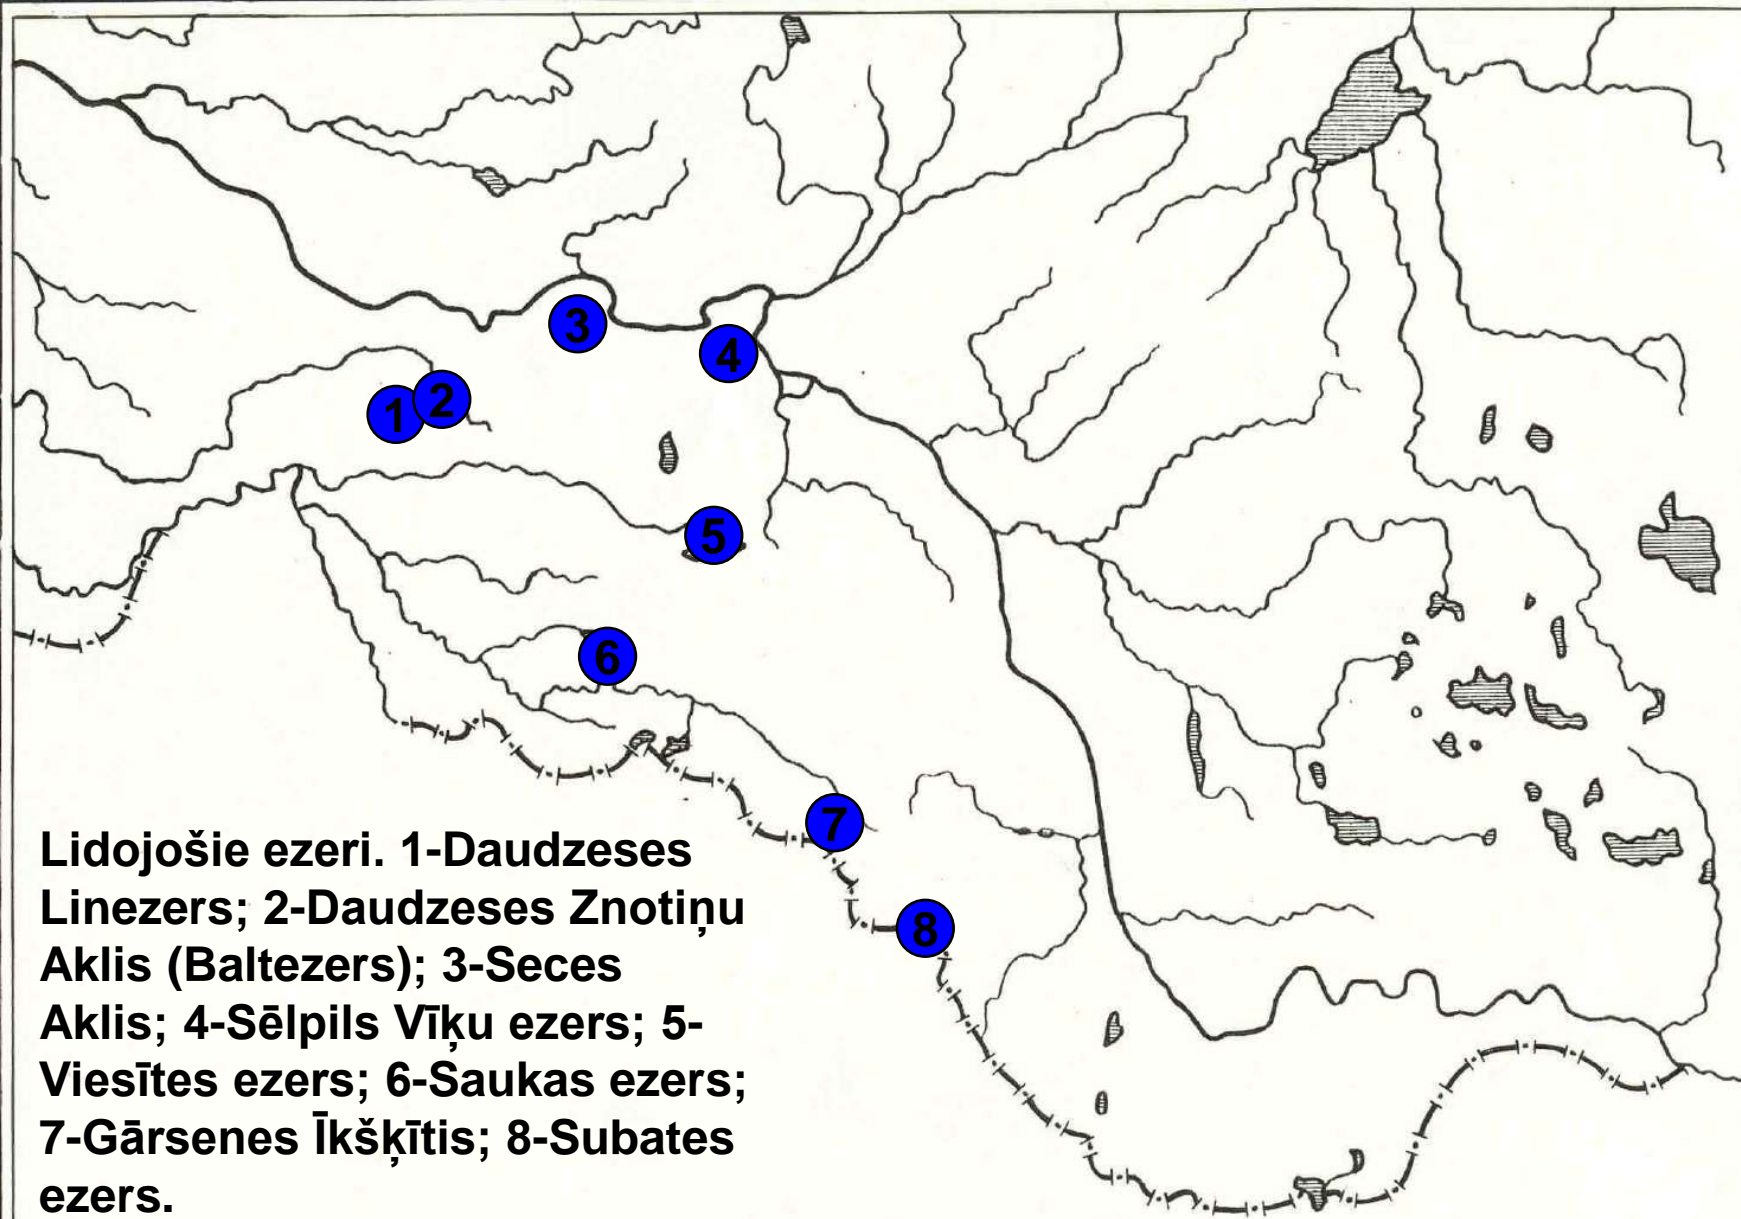 3
4
2
1
5
6
7
8
Lidojošie ezeri. 1-Daudzeses
Linezers; 2-Daudzeses Znotiņu
Aklis (Baltezers); 3-Seces
Aklis; 4-Sēlpils Vīķu ezers; 5-
Viesītes ezers; 6-Saukas ezers;
7-Gārsenes Īkšķītis; 8-Subates
ezers.